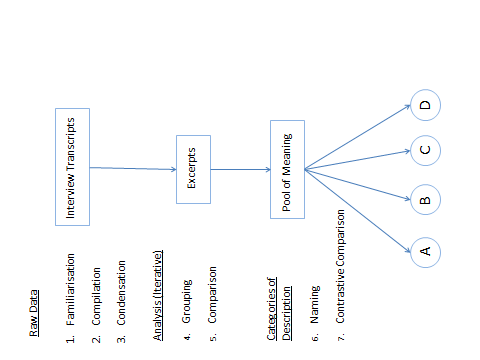 Raw Data
1. Familiarisation
2. Compilation
3. Condensation
Analysis (Iterative)
4. Grouping
5. Comparison
Categories of
Description
6. Naming
7. Contrastive Comparison
Interview Transcripts
Excerpts
Pool of Meaning
A
B
C
D